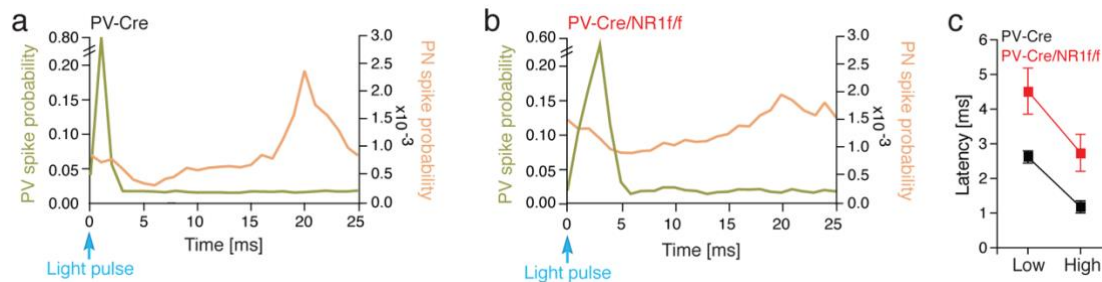 a
PV-Cre
PV spike probability
0.80
0.20
0.15
0.10
0.05
0.00
3.0
2.5
2.0
1.5
1.0
0.5
0.0
x10-3
PN spike probability
0 5 10 15 20 25
Time [ms]
Light pulse
b
PV-Cre/NR1f/f
PV spike probability
0.60
0.20
0.15
0.10
0.05
0.00
3.0
2.5
2.0
1.5
1.0
0.5
0.0
x10-3
PN spike probability
0 5 10 15 20 25
Time [ms]
Light pulse
c
PV-Cre
PV-Cre/NR1f/f
Latency [ms]
6
5
4
3
2
1
0
Low High